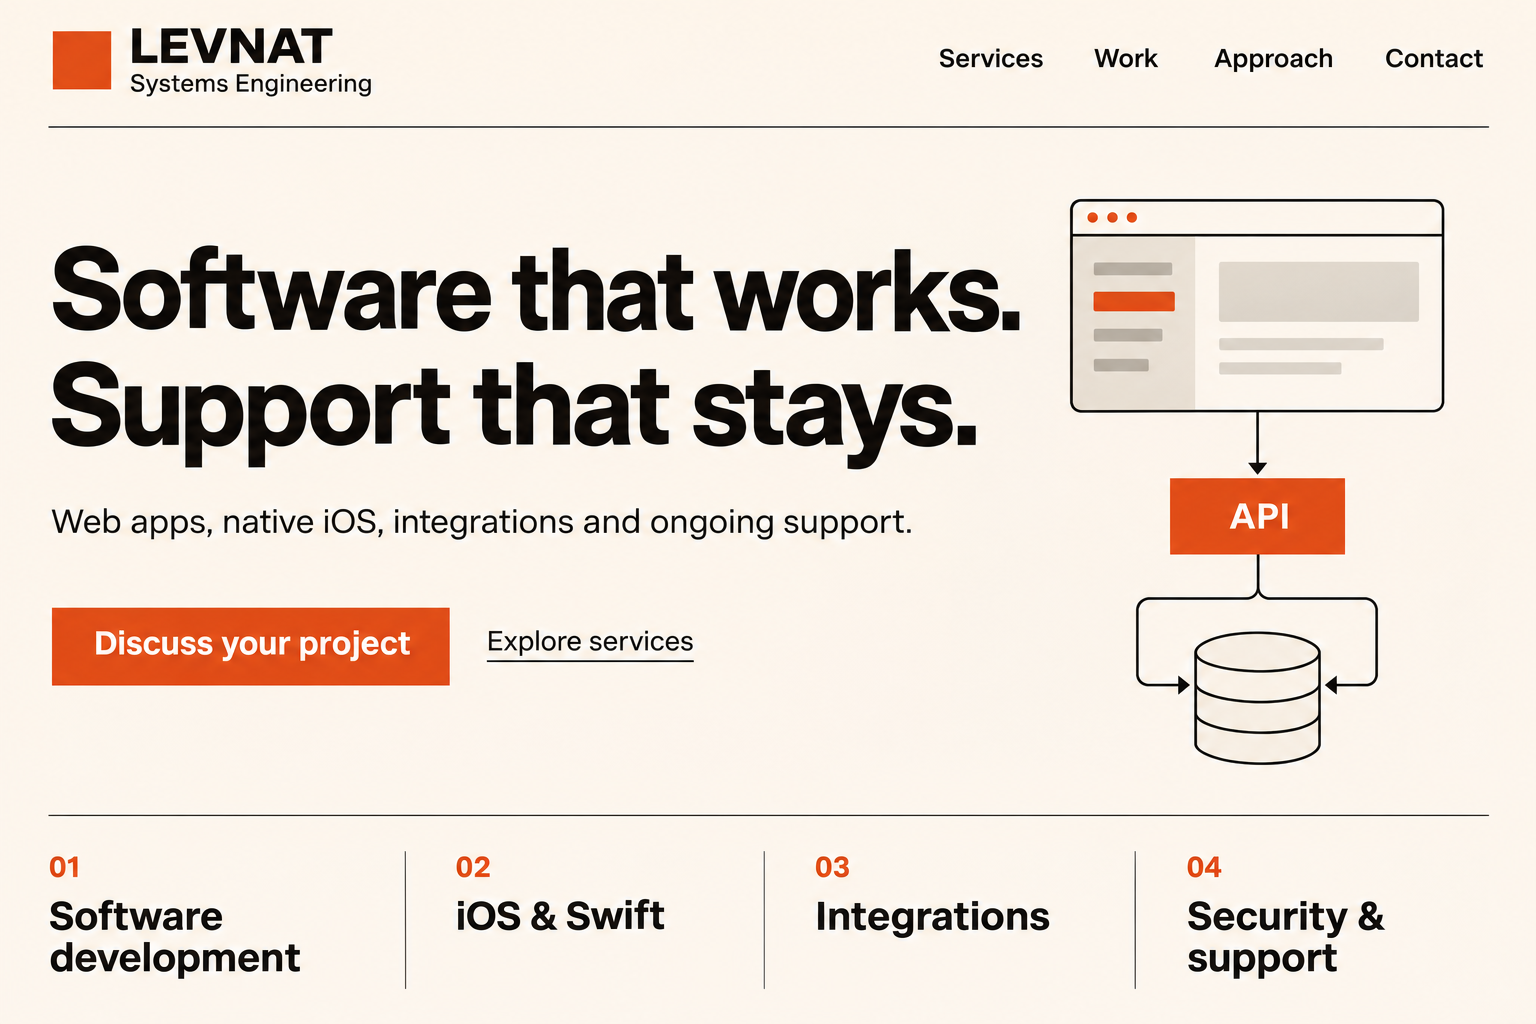 LEVNAT
Systems Engineering
Services
Work
Approach
Contact
Software that works.
Support that stays.
Web apps, native iOS, integrations and ongoing support.
Discuss your project
Explore services
API
01
Software
development
02
iOS & Swift
03
Integrations
04
Security &
support